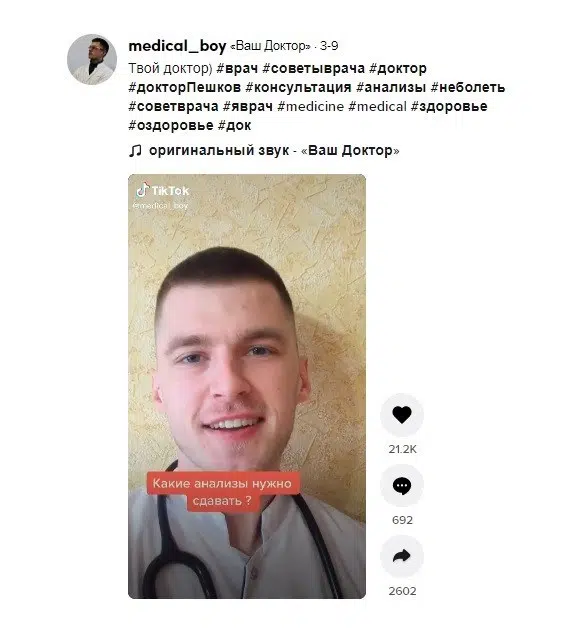 medical_boy «Ваш Доктор» · 3-9
Твой доктор) #врач #советыврача #доктор
#докторПешков #консультация #анализы #неболеть
#советврача #яврач #medicine #medical #здоровье
#оздоровье #док
оригинальный звук - «Ваш Доктор»
TikTok
@medical_boy
Какие анализы нужно
сдавать ?
21.2K
692
2602